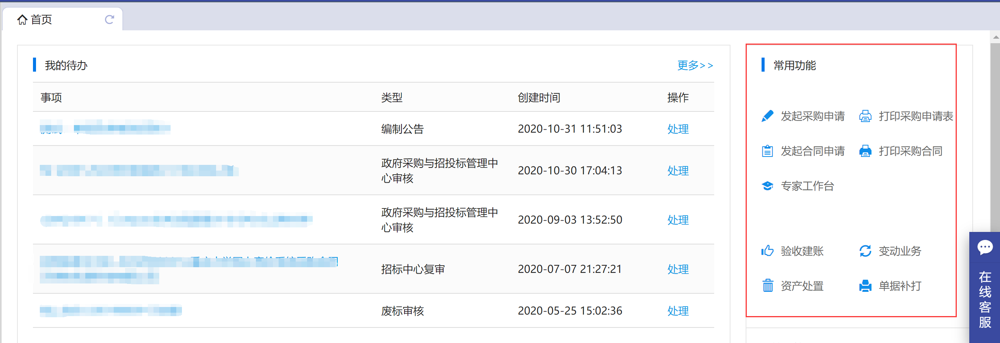 首页
我的待办
更多>>
事项 类型 创建时间 操作
编制公告 2020-10-31 11:51:03 处理
政府采购与招投标管理中
心审核
2020-10-30 17:04:13 处理
政府采购与招投标管理中
心审核
2020-09-03 13:52:50 处理
招标中心复审 2020-07-07 21:27:21 处理
废标审核 2020-05-25 15:02:36 处理
常用功能
发起采购申请 打印采购申请表
发起合同申请 打印采购合同
专家工作台
验收建账 变动业务
资产处置 单据补打
在线客服